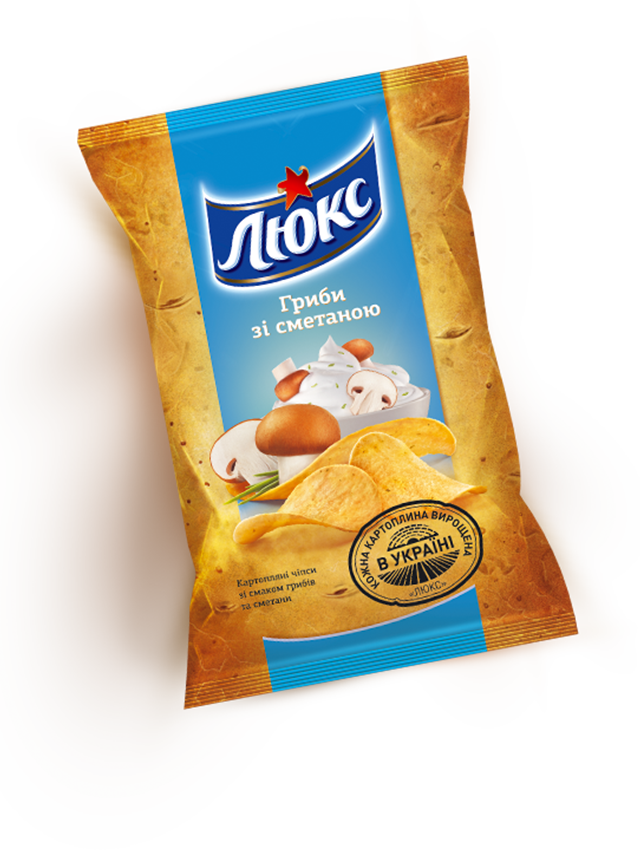 Люкс
Гриби
зі сметаною
КОЖНА КАРТОПЛИНА ВИРОЩЕНА
В УКРАЇНІ
«ЛЮКС»
Картопляні чіпси
зі смаком грибів
та сметани